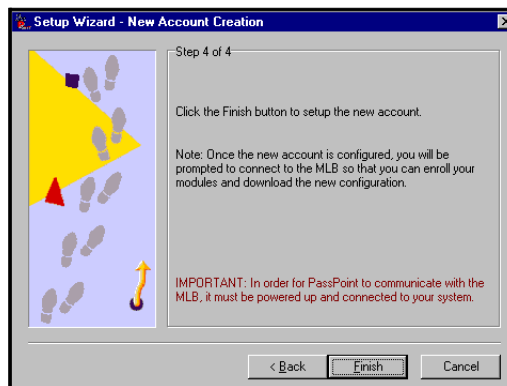 Setup Wizard - New Account Creation
Step 4 of 4
Click the Finish button to setup the new account.
Note: Once the new account is configured, you will be
prompted to connect to the MLB so that you can enroll your
modules and download the new configuration.
IMPORTANT: In order for PassPoint to communicate with the
MLB, it must be powered up and connected to your system.
< Back
Finish
Cancel